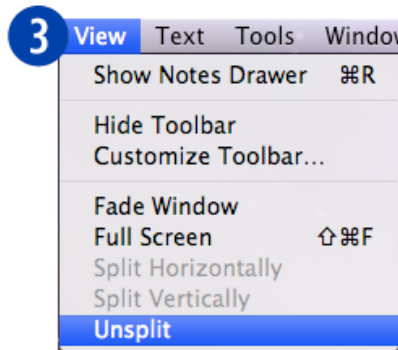 3 View Text Tools Window
Show Notes Drawer ⌘R
Hide Toolbar
Customize Toolbar...
Fade Window
Full Screen ⇧⌘F
Split Horizontally
Split Vertically
Unsplit